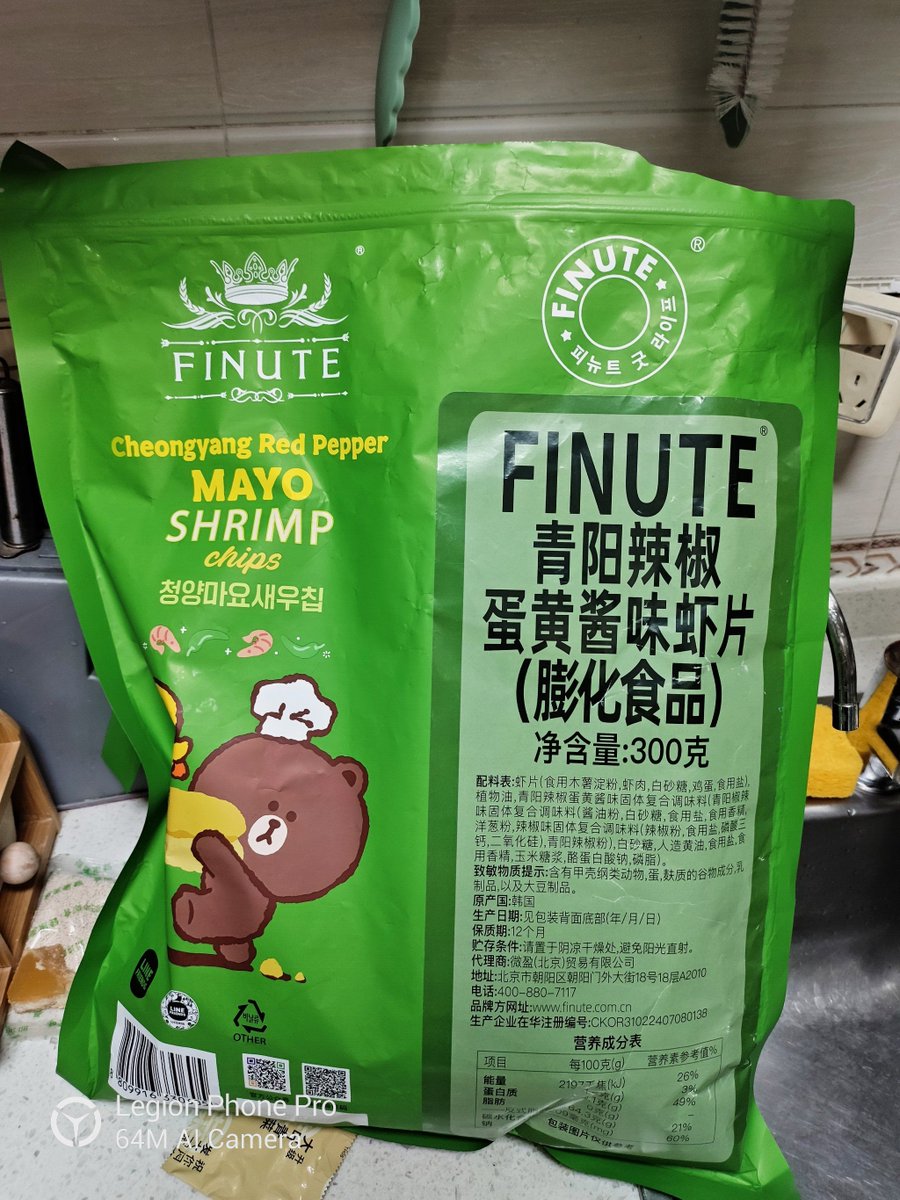 FINUTE
Cheongyang Red Pepper
MAYO
SHRIMP
chips
청양마요새우칩
FINUTE
피뉴트 굿 라이프
FINUTE
青阳辣椒
蛋黄酱味虾片
(膨化食品)
净含量:300克
配料表:虾片(食用木薯淀粉,虾肉,白砂糖,鸡蛋,食用盐),
植物油,青阳辣椒蛋黄酱味固体复合调味料(青阳椒辣
味固体复合调味料(酱油粉,白砂糖,食用盐,食用香精,
洋葱粉,辣椒味固体复合调味料(辣椒粉,食用盐,磷酸三
钙,二氧化硅),青阳辣椒粉),白砂糖,人造黄油,食用盐,食
用香精,玉米糖浆,酪蛋白酸钠,磷脂)。
致敏物质提示:含有甲壳纲类动物,蛋,麸质的谷物成分,乳
制品,以及大豆制品。
原产国:韩国
生产日期:见包装背面底部(年/月/日)
保质期:12个月
贮存条件:请置于阴凉干燥处,避免阳光直射。
代理商:微盈(北京)贸易有限公司
地址:北京市朝阳区朝阳门外大街18号18层A2010
电话:400-880-7117
品牌方网址:www.finute.com.cn
生产企业在华注册编号:CKOR31022407080138
营养成分表
项目 每100克(g) 营养素参考值%
能量 (kJ) 26%
蛋白质 (g) 3%
脂肪 (g) 49%
-
21%
钠 (mg) 60%
包装图片仅供参考
LINE
비닐류
OTHER
8 809916
Legion Phone Pro
64M AI Camera